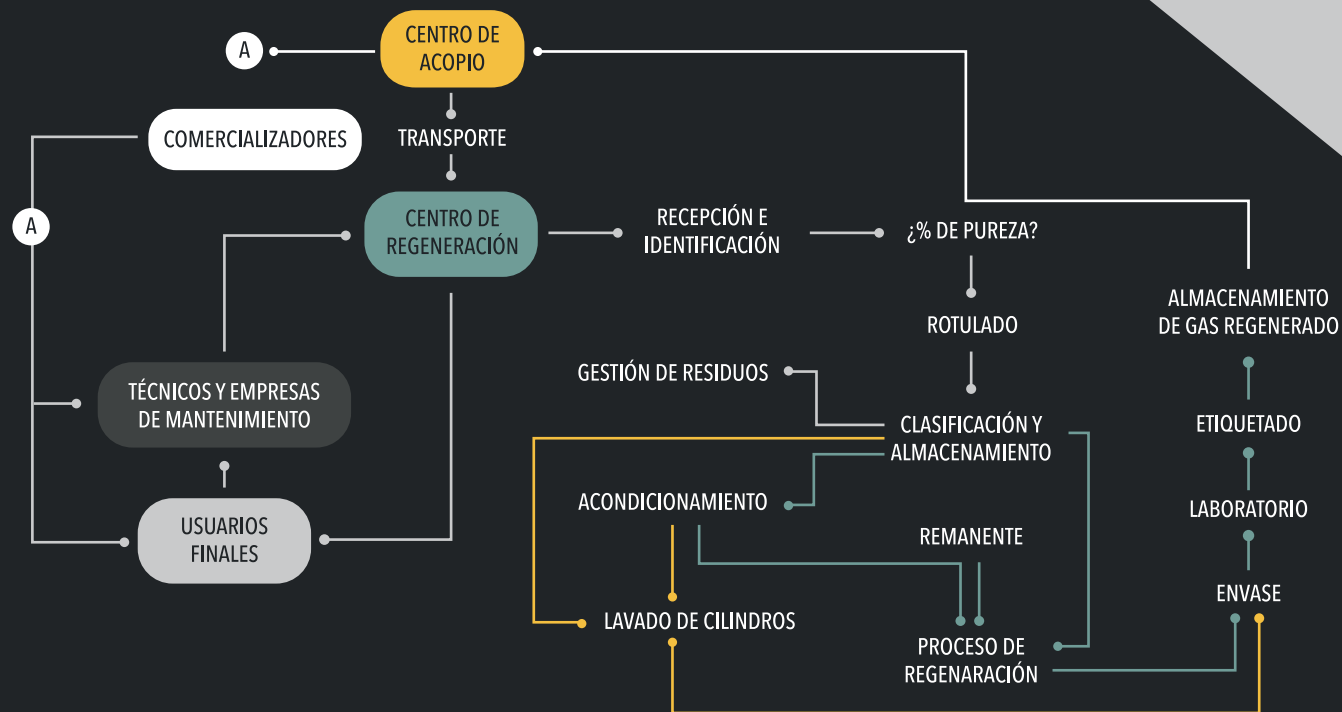 A
CENTRO DE
ACOPIO
COMERCIALIZADORES
TRANSPORTE
A
CENTRO DE
REGENERACIÓN
RECEPCIÓN E
IDENTIFICACIÓN
¿% DE PUREZA?
ROTULADO
ALMACENAMIENTO
DE GAS REGENERADO
GESTIÓN DE RESIDUOS
TÉCNICOS Y EMPRESAS
DE MANTENIMIENTO
CLASIFICACIÓN Y
ALMACENAMIENTO
ETIQUETADO
ACONDICIONAMIENTO
LABORATORIO
USUARIOS
FINALES
REMANENTE
ENVASE
LAVADO DE CILINDROS
PROCESO DE
REGENARACIÓN